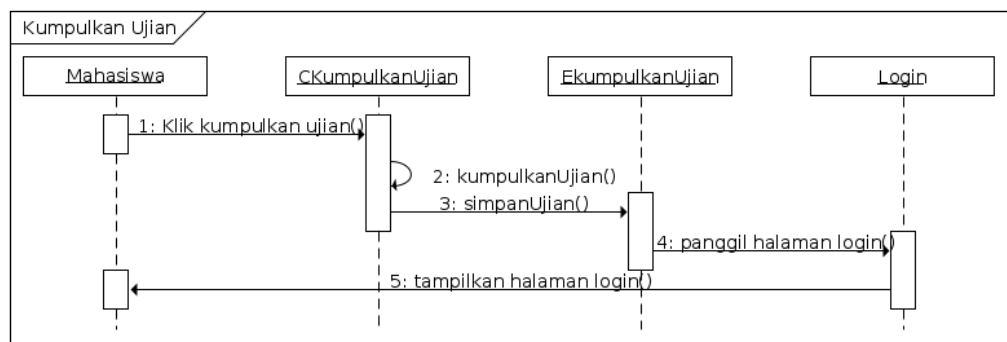 Kumpulkan Ujian
Mahasiswa
CKumpulkanUjian
EkumpulkanUjian
Login
1: Klik kumpulkan ujian()
2: kumpulkanUjian()
3: simpanUjian()
4: panggil halaman login()
5: tampilkan halaman login()